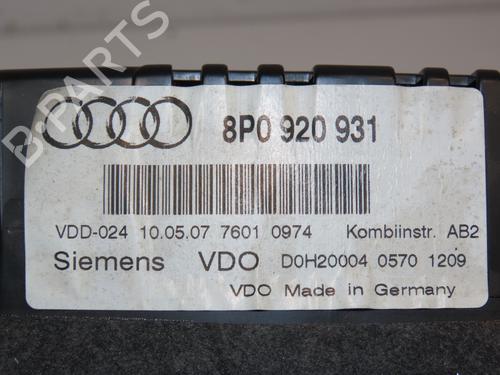 B-PARTS
8P0 920 931
VDD-024 10.05.07 7601 0974 Kombiinstr. AB2
Siemens VDO D0H20004 0570 1209
VDO Made in Germany